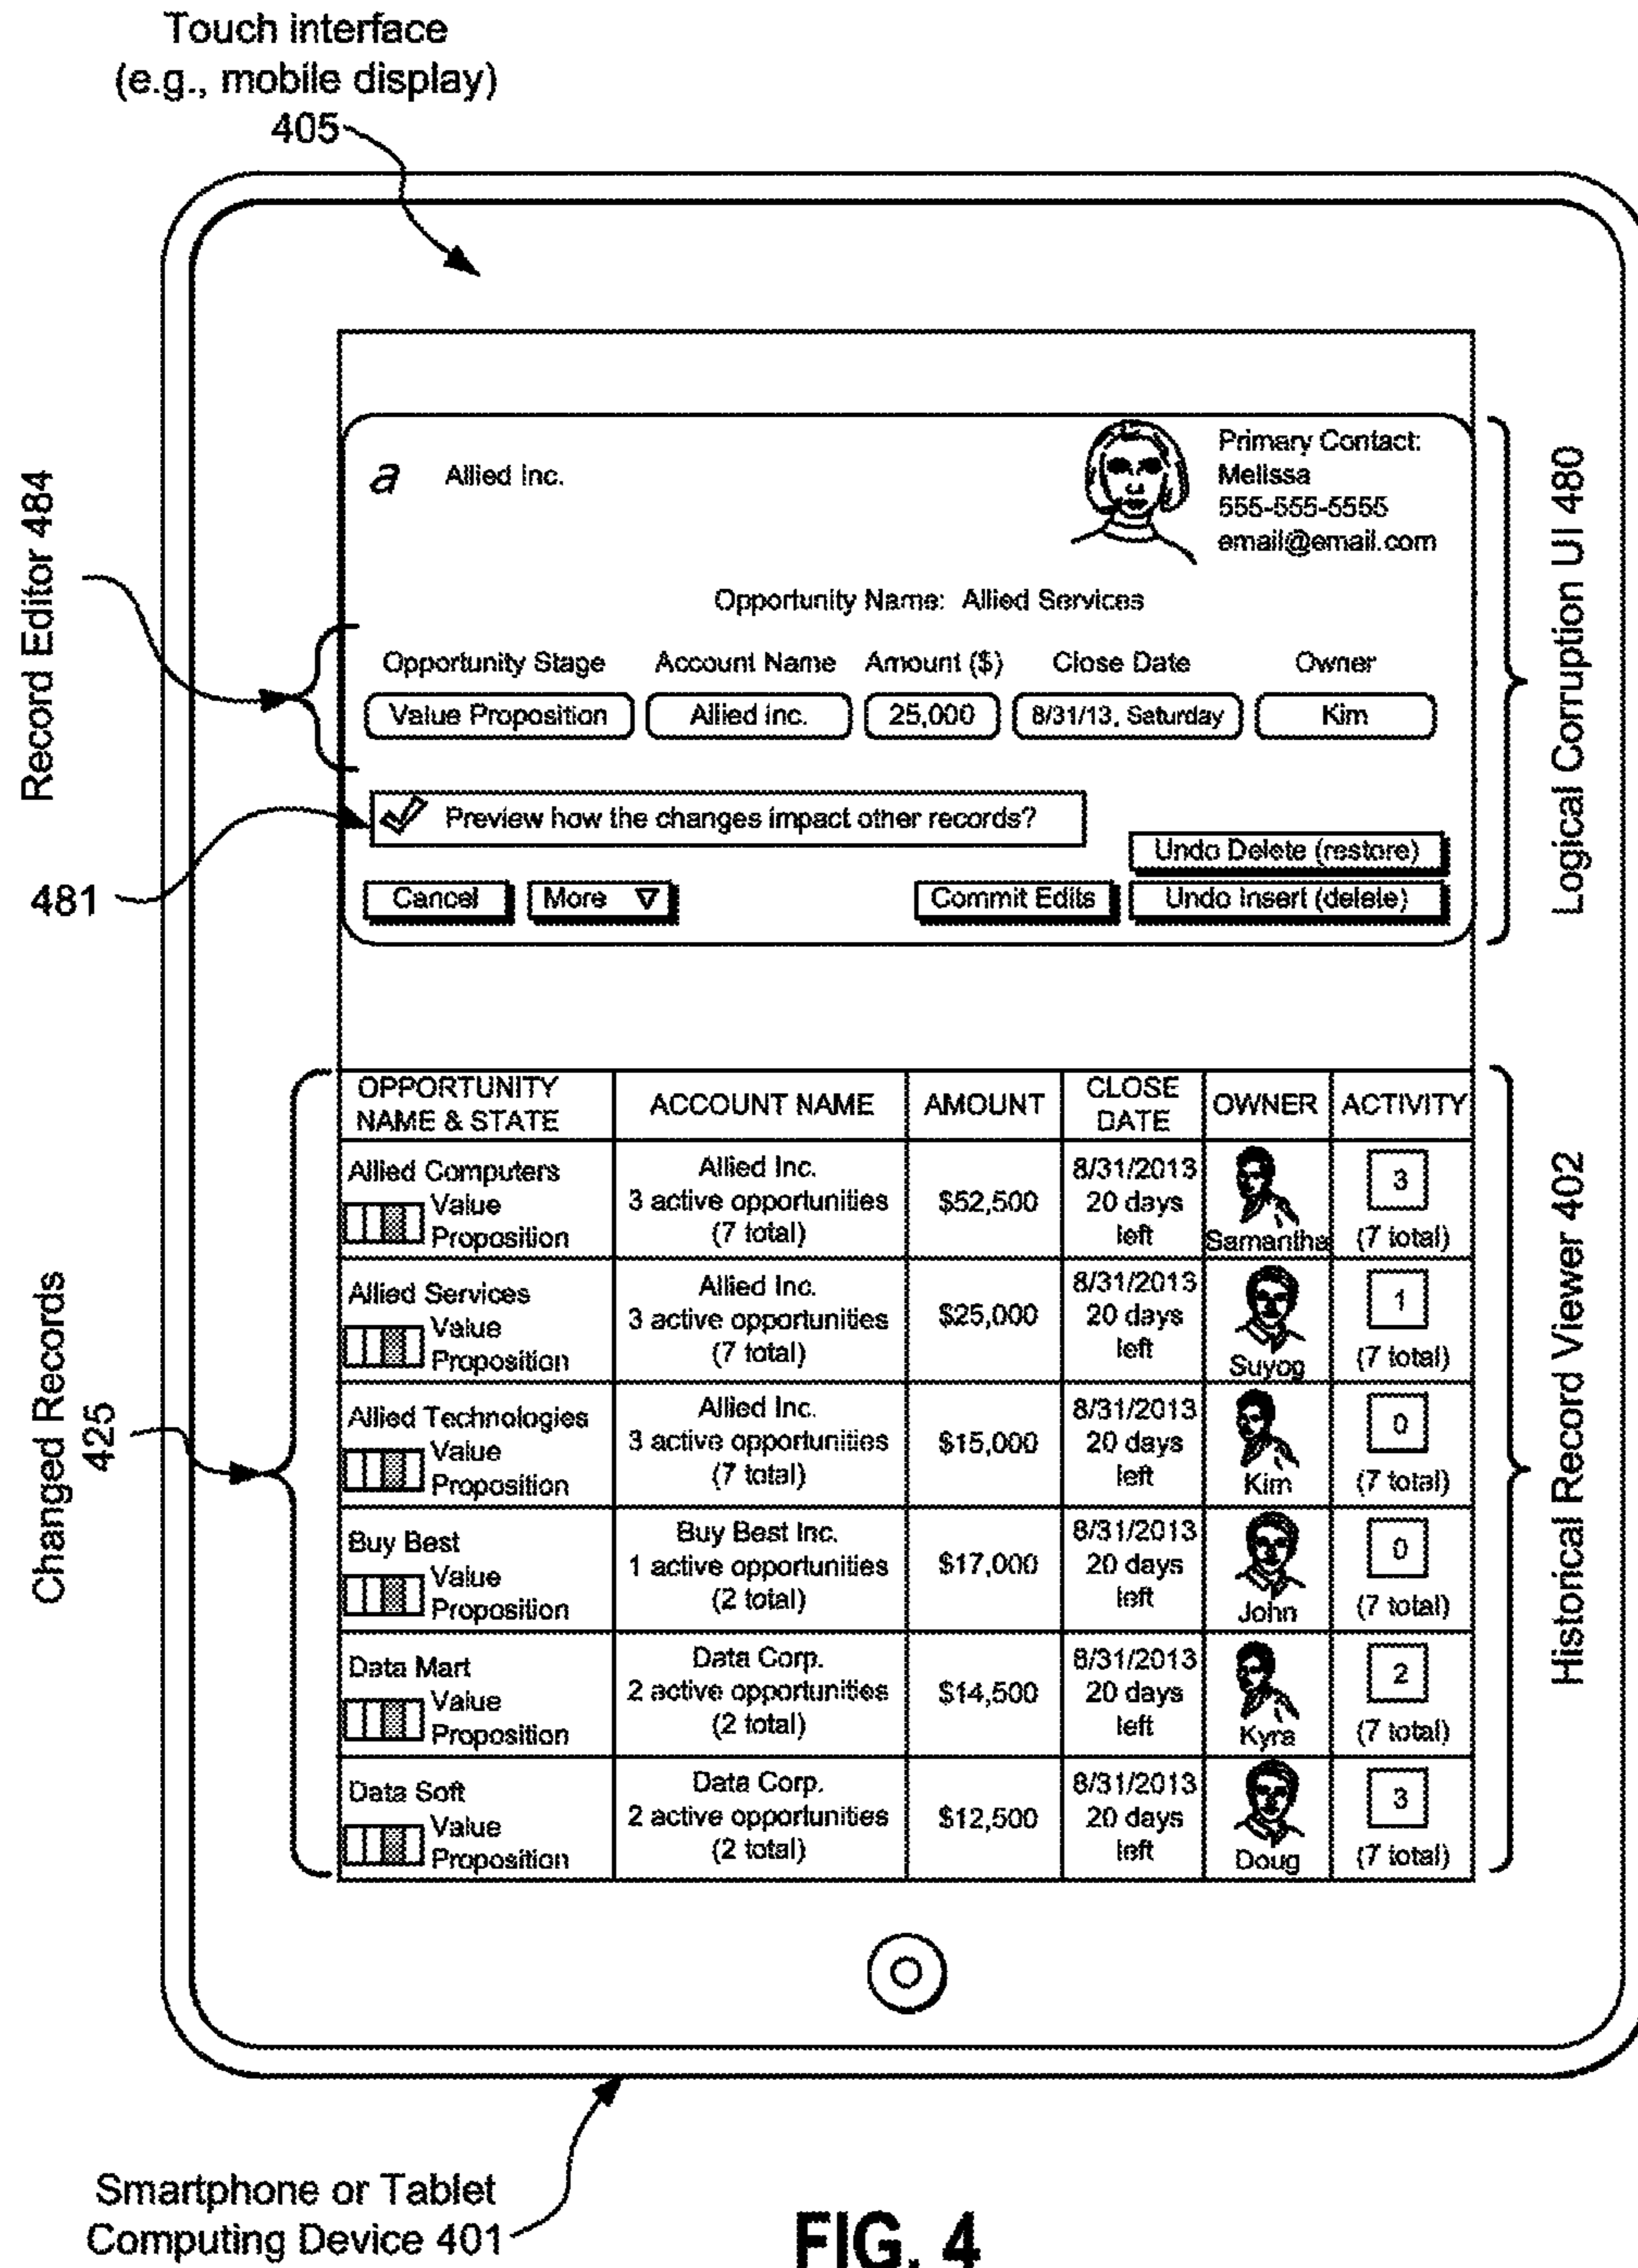 Touch interface
(e.g., mobile display)
405
Record Editor 484
481
Changed Records
425
a Allied Inc.
Primary Contact:
Melissa
555-555-5555
email@email.com
Opportunity Name: Allied Services
Opportunity Stage Account Name Amount ($) Close Date Owner
Value Proposition Allied Inc. 25,000 8/31/13, Saturday Kim
Preview how the changes impact other records?
Undo Delete (restore)
Cancel More Commit Edits Undo Insert (delete)
Logical Corruption UI 480
OPPORTUNITY
NAME & STATE
ACCOUNT NAME
AMOUNT
CLOSE
DATE
OWNER
ACTIVITY
Allied Computers
Value
Proposition
Allied Inc.
3 active opportunities
(7 total)
$52,500
8/31/2013
20 days
left
Samantha
3
(7 total)
Allied Services
Value
Proposition
Allied Inc.
3 active opportunities
(7 total)
$25,000
8/31/2013
20 days
left
Suyog
1
(7 total)
Allied Technologies
Value
Proposition
Allied Inc.
3 active opportunities
(7 total)
$15,000
8/31/2013
20 days
left
Kim
0
(7 total)
Buy Best
Value
Proposition
Buy Best Inc.
1 active opportunities
(2 total)
$17,000
8/31/2013
20 days
left
John
0
(7 total)
Data Mart
Value
Proposition
Data Corp.
2 active opportunities
(2 total)
$14,500
8/31/2013
20 days
left
Kyra
2
(7 total)
Data Soft
Value
Proposition
Data Corp.
2 active opportunities
(2 total)
$12,500
8/31/2013
20 days
left
Doug
3
(7 total)
Historical Record Viewer 402
Smartphone or Tablet
Computing Device 401
FIG. 4